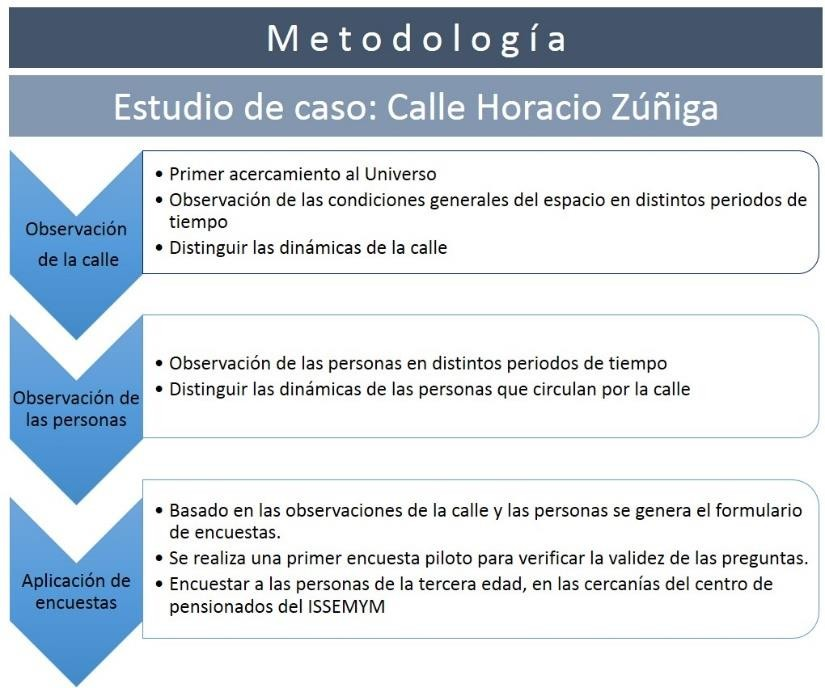 Metodología
Estudio de caso: Calle Horacio Zúñiga
Observación
de la calle
• Primer acercamiento al Universo
• Observación de las condiciones generales del espacio en distintos periodos de
tiempo
• Distinguir las dinámicas de la calle
Observación de
las personas
• Observación de las personas en distintos periodos de tiempo
• Distinguir las dinámicas de las personas que circulan por la calle
Aplicación de
encuestas
• Basado en las observaciones de la calle y las personas se genera el formulario
de encuestas.
• Se realiza una primer encuesta piloto para verificar la validez de las preguntas.
• Encuestar a las personas de la tercera edad, en las cercanías del centro de
pensionados del ISSEMYM